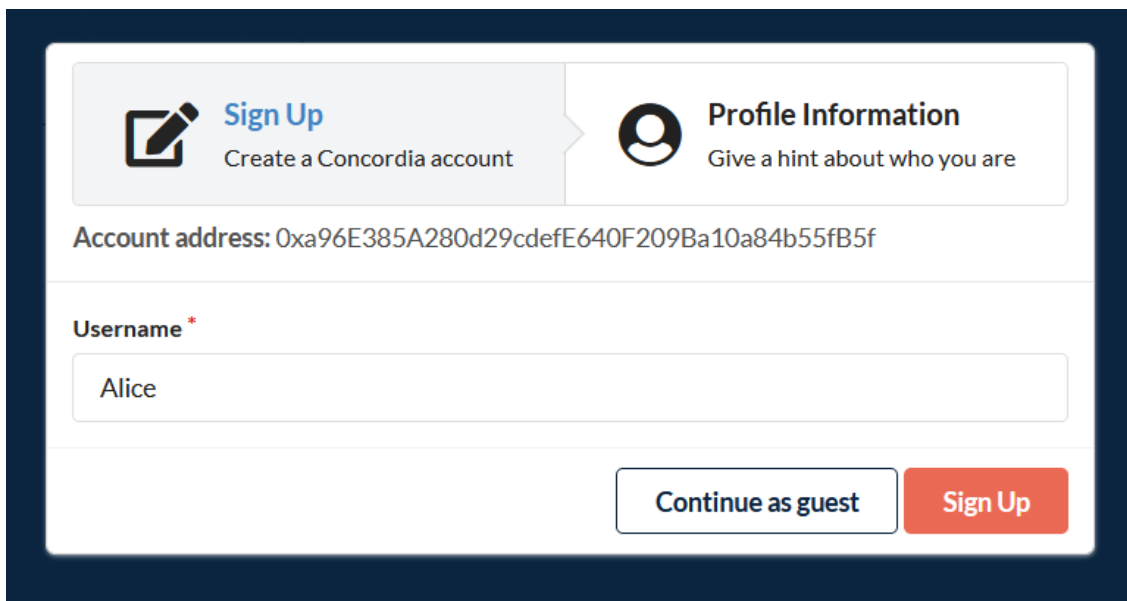 Sign Up
Create a Concordia account
Profile Information
Give a hint about who you are
Account address: 0xa96E385A280d29cdefE640F209Ba10a84b55fB5f
Username *
Alice
Continue as guest
Sign Up